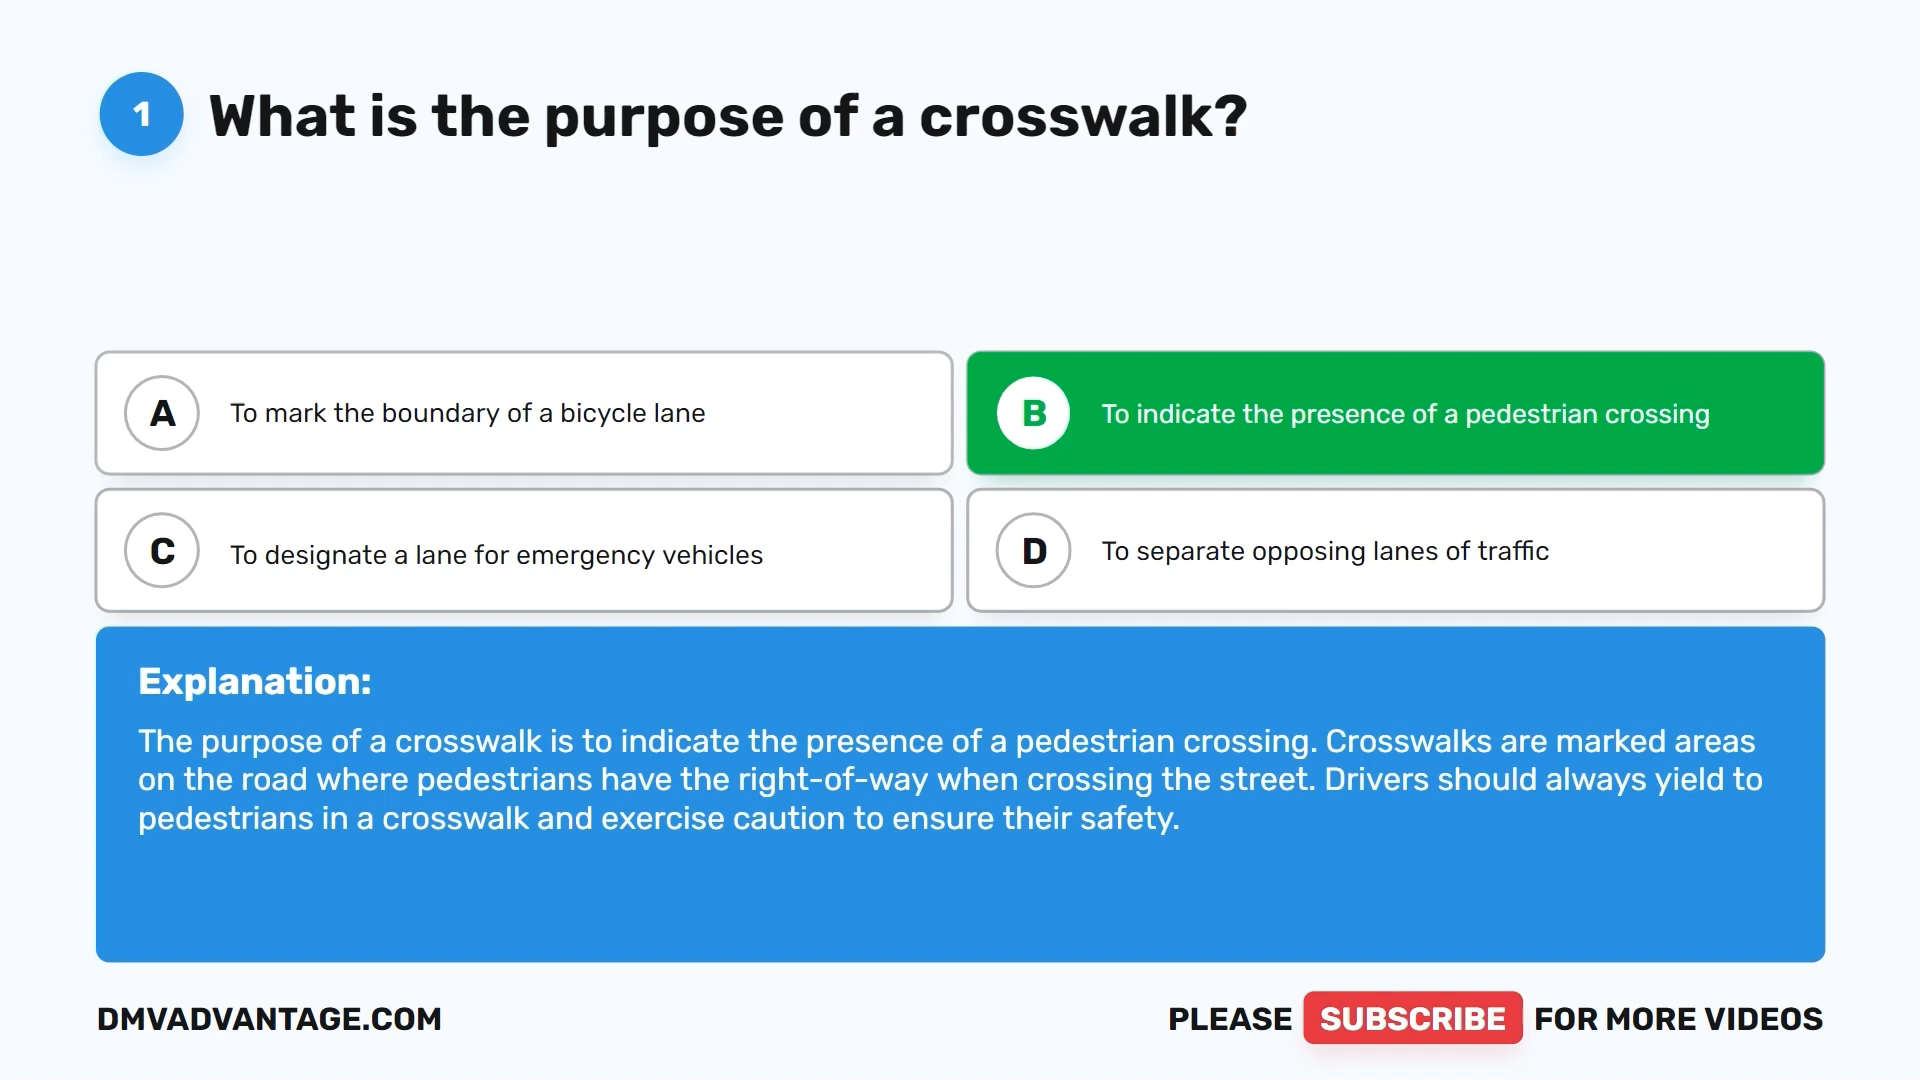 1 What is the purpose of a crosswalk?
A To mark the boundary of a bicycle lane
B To indicate the presence of a pedestrian crossing
C To designate a lane for emergency vehicles
D To separate opposing lanes of traffic
Explanation:
The purpose of a crosswalk is to indicate the presence of a pedestrian crossing. Crosswalks are marked areas
on the road where pedestrians have the right-of-way when crossing the street. Drivers should always yield to
pedestrians in a crosswalk and exercise caution to ensure their safety.
DMVADVANTAGE.COM
PLEASE SUBSCRIBE FOR MORE VIDEOS